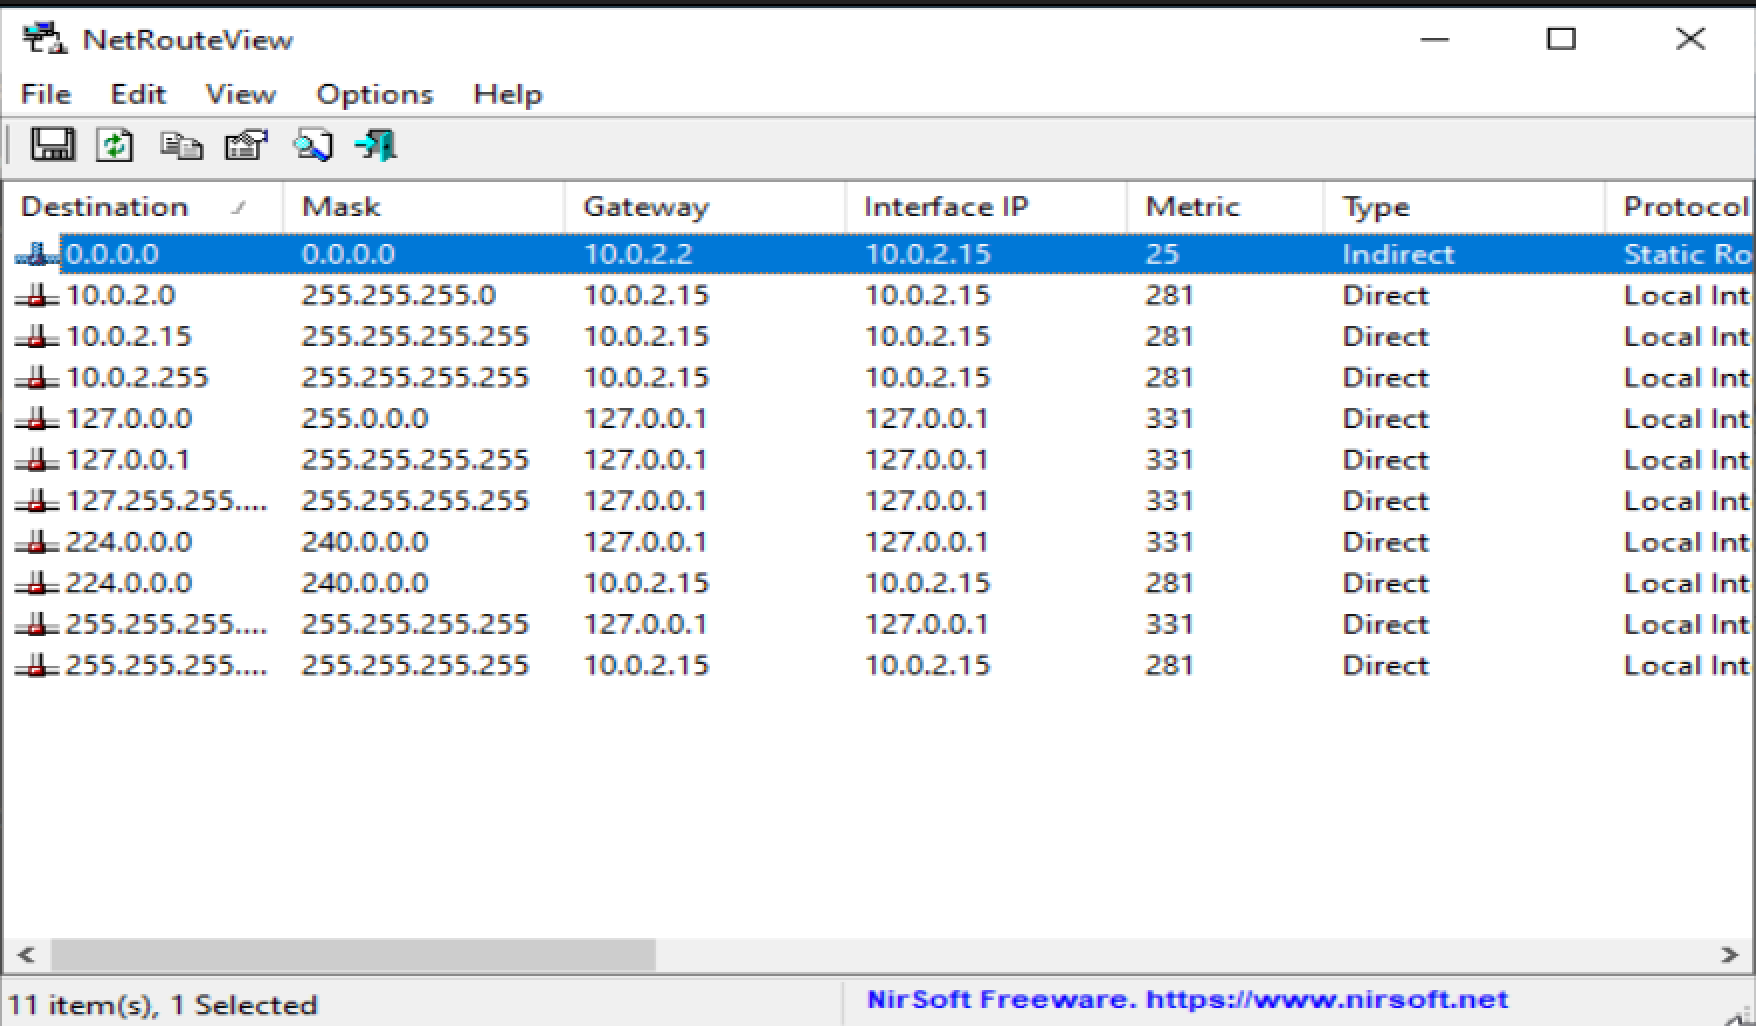 NetRouteView
File Edit View Options Help
Destination Mask Gateway Interface IP Metric Type Protocol
0.0.0.0 0.0.0.0 10.0.2.2 10.0.2.15 25 Indirect Static Ro
10.0.2.0 255.255.255.0 10.0.2.15 10.0.2.15 281 Direct Local Int
10.0.2.15 255.255.255.255 10.0.2.15 10.0.2.15 281 Direct Local Int
10.0.2.255 255.255.255.255 10.0.2.15 10.0.2.15 281 Direct Local Int
127.0.0.0 255.0.0.0 127.0.0.1 127.0.0.1 331 Direct Local Int
127.0.0.1 255.255.255.255 127.0.0.1 127.0.0.1 331 Direct Local Int
127.255.255.... 255.255.255.255 127.0.0.1 127.0.0.1 331 Direct Local Int
224.0.0.0 240.0.0.0 127.0.0.1 127.0.0.1 331 Direct Local Int
224.0.0.0 240.0.0.0 10.0.2.15 10.0.2.15 281 Direct Local Int
255.255.255.... 255.255.255.255 127.0.0.1 127.0.0.1 331 Direct Local Int
255.255.255.... 255.255.255.255 10.0.2.15 10.0.2.15 281 Direct Local Int
11 item(s), 1 Selected NirSoft Freeware. https://www.nirsoft.net